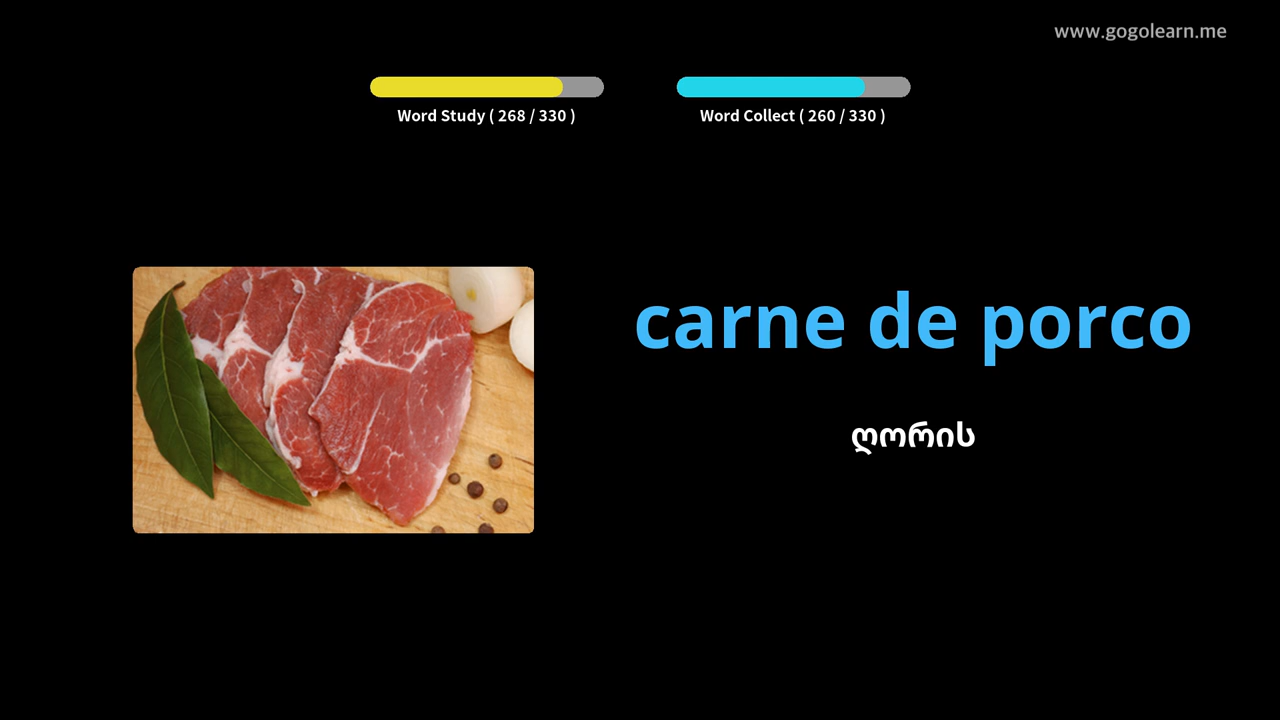 www.gogolearn.me
Word Study ( 268 / 330 )
Word Collect ( 260 / 330 )
carne de porco
ღორის